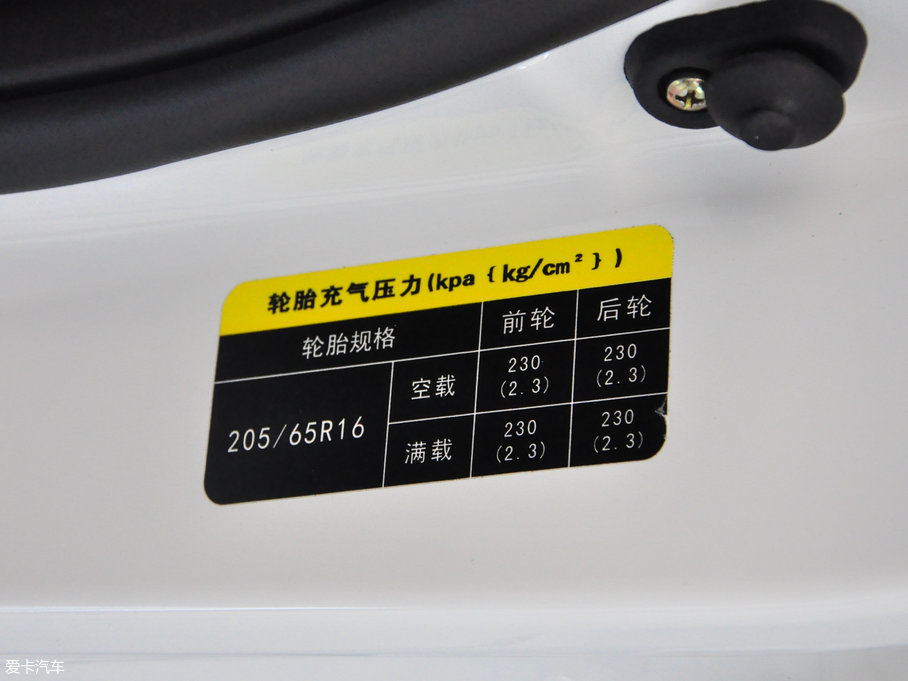 轮胎充气压力(kpa{kg/cm²})
轮胎规格 前轮 后轮
205/65R16 空载 230 (2.3) 230 (2.3)
满载 230 (2.3) 230 (2.3)
爱卡汽车